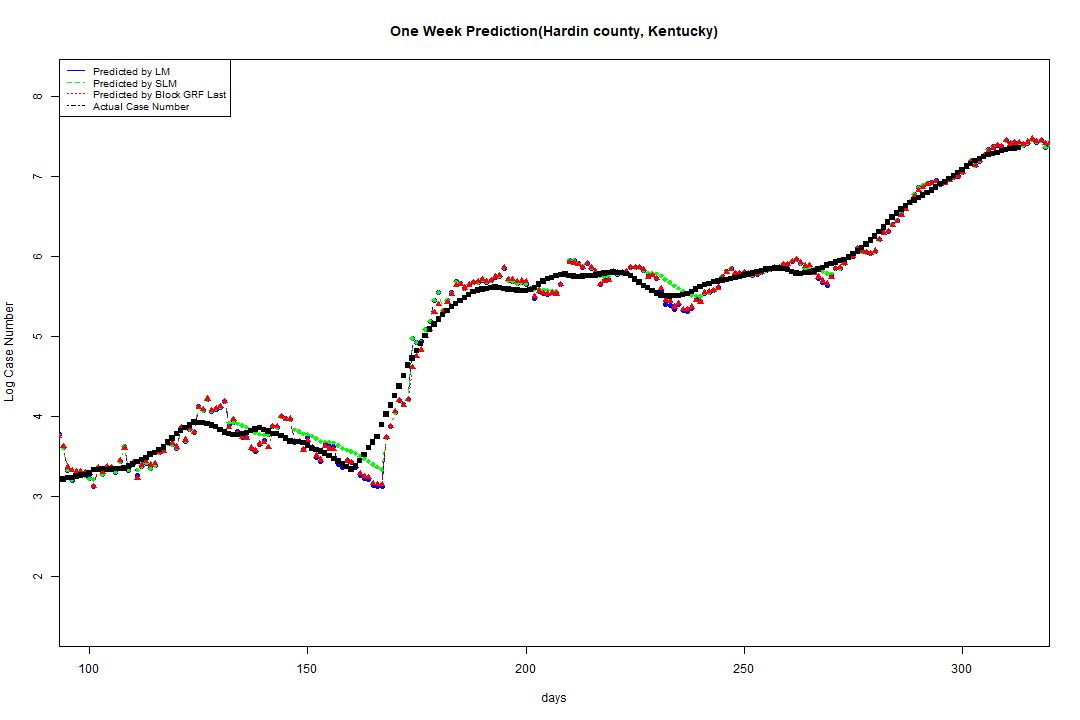 One Week Prediction(Hardin county, Kentucky)
Predicted by LM
Predicted by SLM
Predicted by Block GRF Last
Actual Case Number
8
7
6
5
4
3
2
Log Case Number
100 150 200 250 300
days